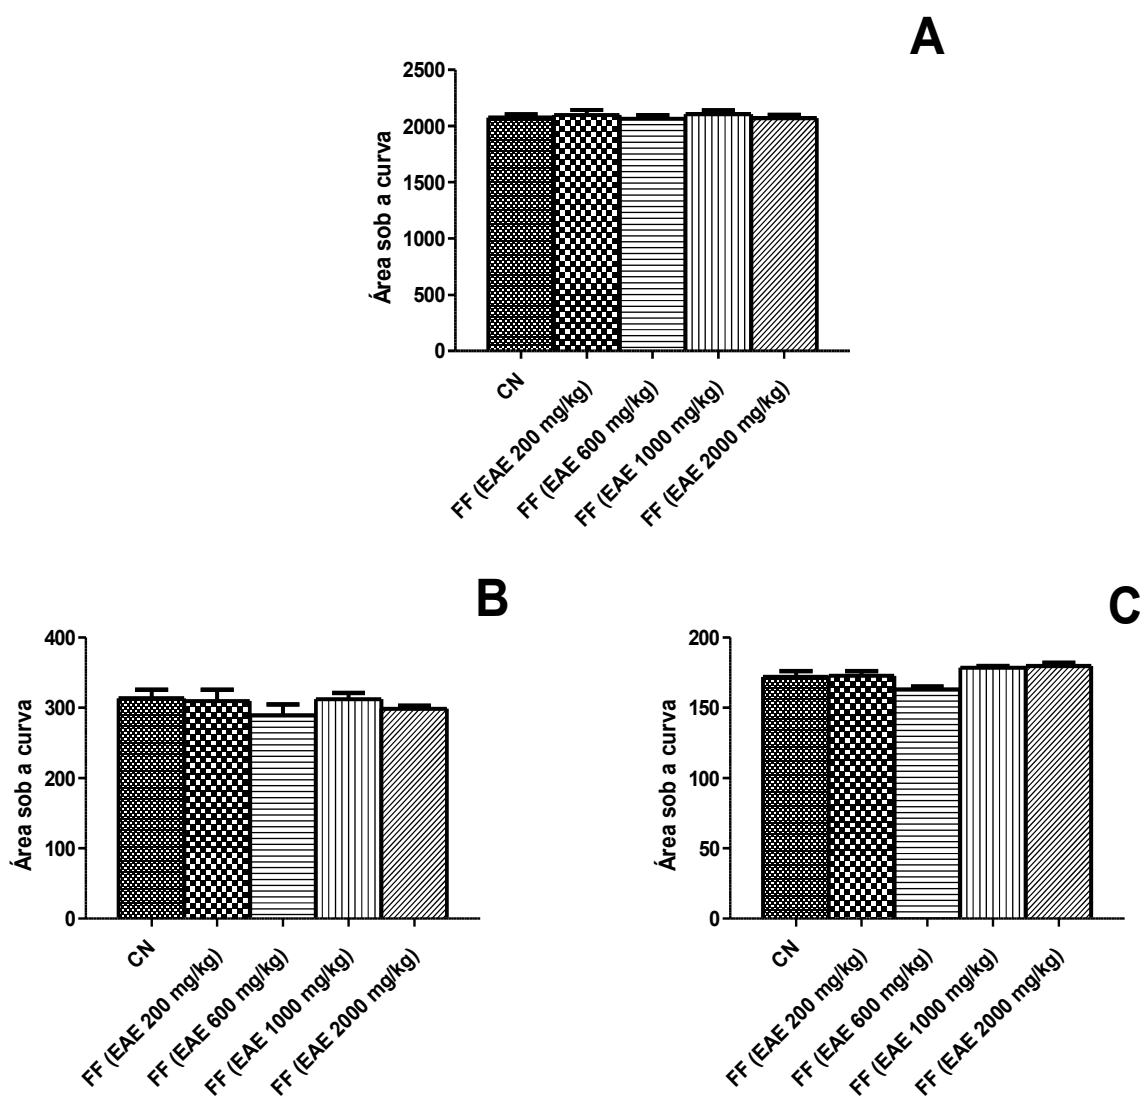 A
2500
2000
1500
1000
500
0
Área sob a curva
CN
FF (EAE 200 mg/kg)
FF (EAE 600 mg/kg)
FF (EAE 1000 mg/kg)
FF (EAE 2000 mg/kg)
B
400
300
200
100
0
Área sob a curva
CN
FF (EAE 200 mg/kg)
FF (EAE 600 mg/kg)
FF (EAE 1000 mg/kg)
FF (EAE 2000 mg/kg)
C
200
150
100
50
0
Área sob a curva
CN
FF (EAE 200 mg/kg)
FF (EAE 600 mg/kg)
FF (EAE 1000 mg/kg)
FF (EAE 2000 mg/kg)